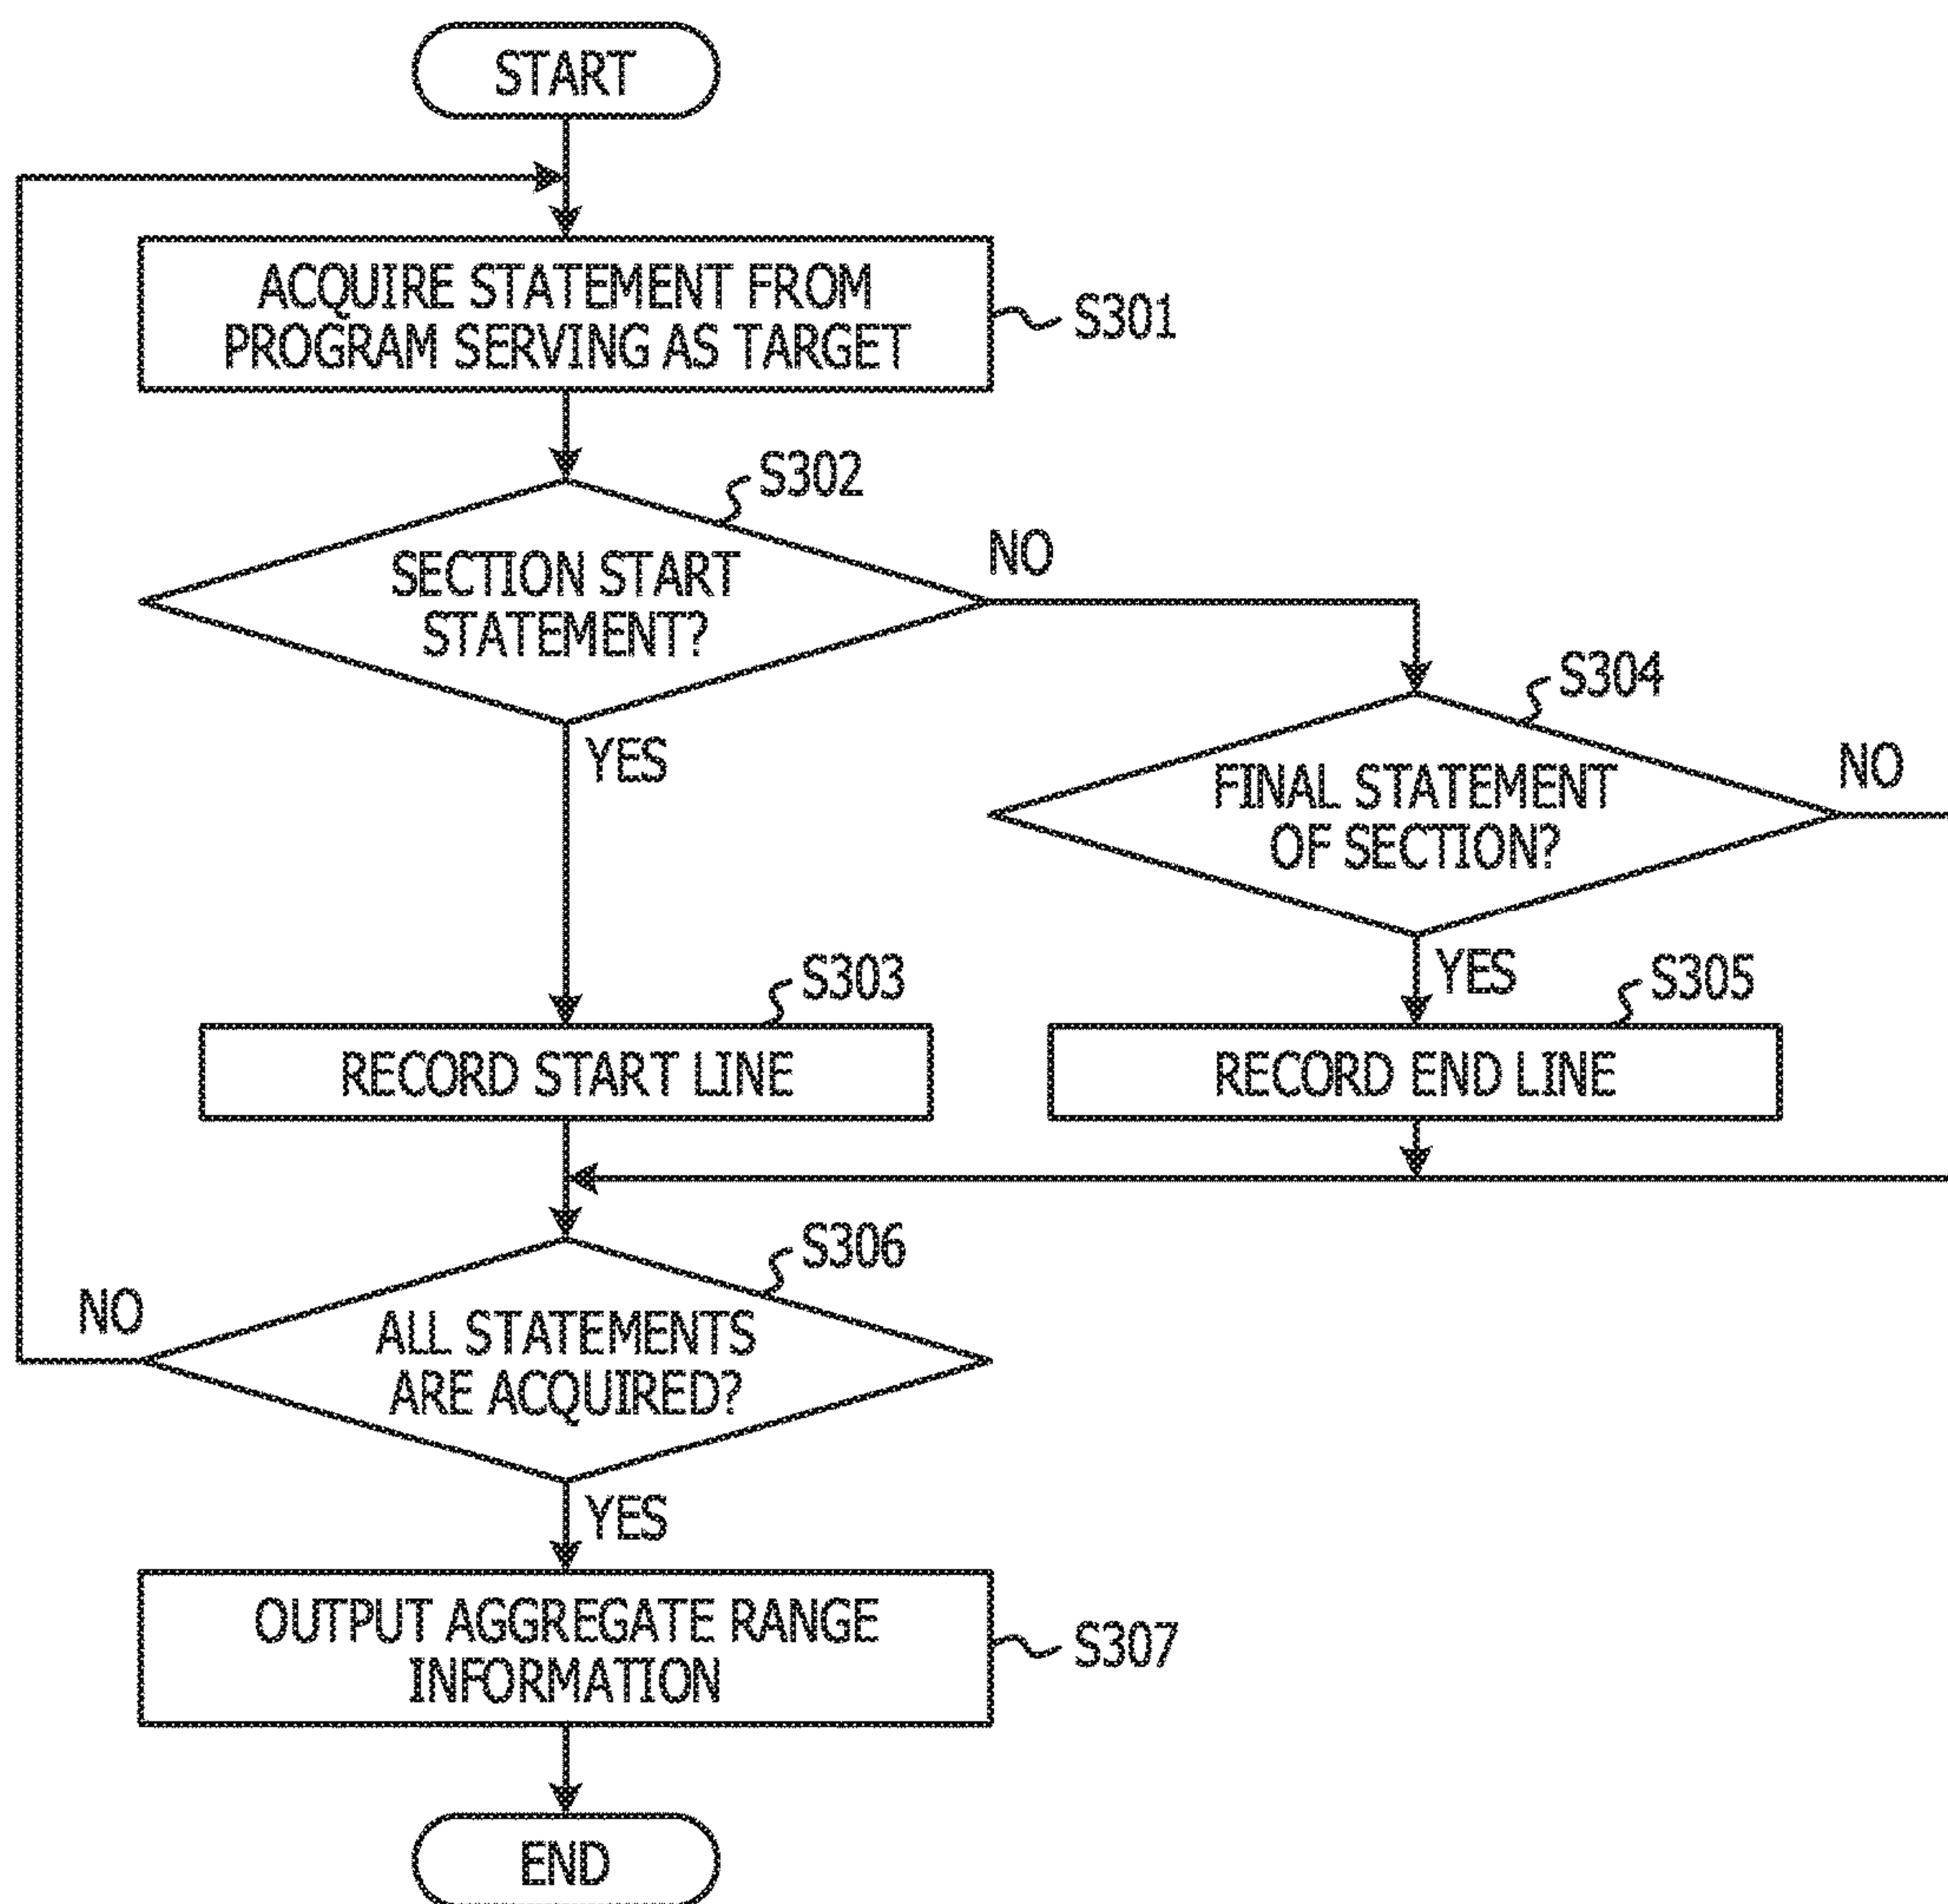 START
ACQUIRE STATEMENT FROM
PROGRAM SERVING AS TARGET
S301
S302
SECTION START
STATEMENT?
NO
YES
S304
FINAL STATEMENT
OF SECTION?
NO
YES
S303
RECORD START LINE
S305
RECORD END LINE
S306
ALL STATEMENTS
ARE ACQUIRED?
NO
YES
OUTPUT AGGREGATE RANGE
INFORMATION
S307
END